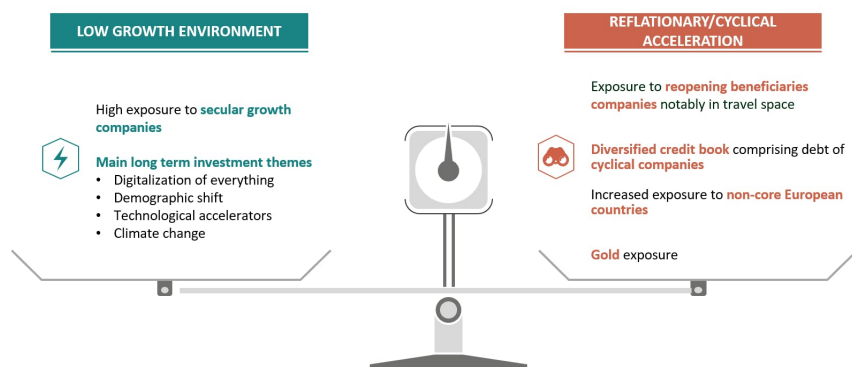 LOW GROWTH ENVIRONMENT
High exposure to secular growth
companies
Main long term investment themes
• Digitalization of everything
• Demographic shift
• Technological accelerators
• Climate change
REFLATIONARY/CYCLICAL
ACCELERATION
Exposure to reopening beneficiaries
companies notably in travel space
Diversified credit book comprising debt of
cyclical companies
Increased exposure to non-core European
countries
Gold exposure